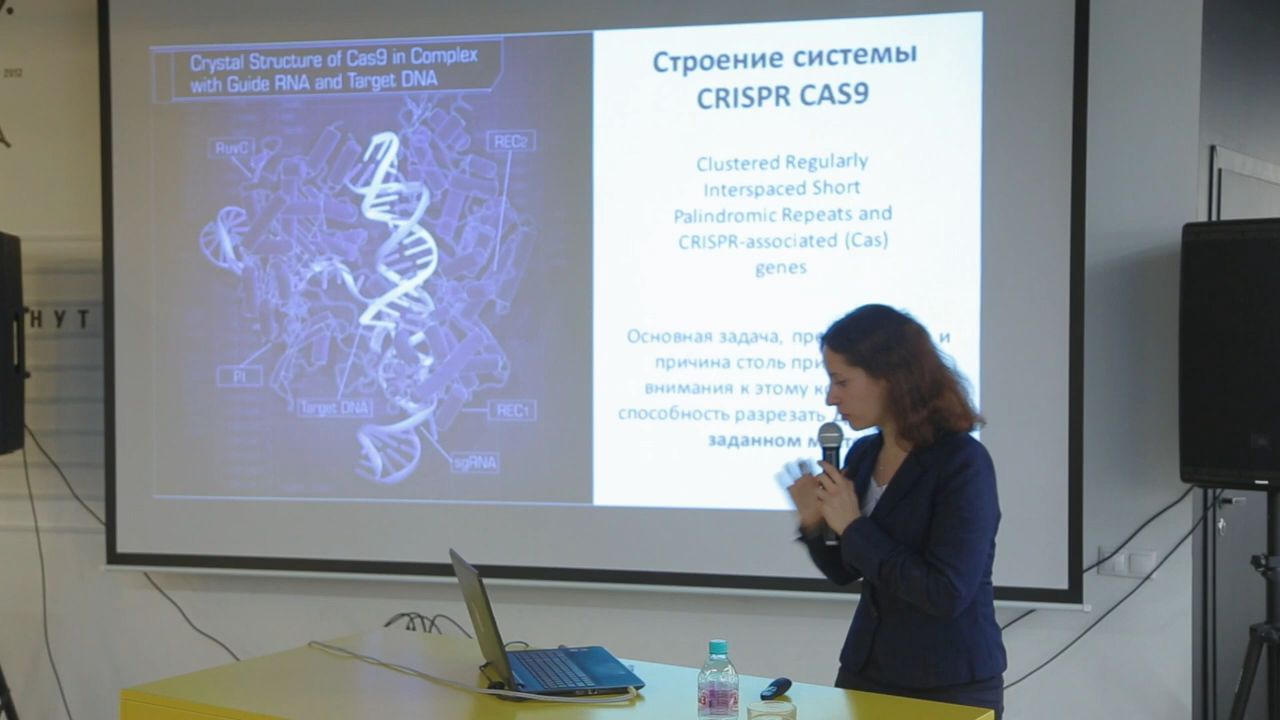 2012
НУТ
Crystal Structure of Cas9 in Complex
with Guide RNA and Target DNA
RuvC
REC2
PI
Target DNA
REC1
sgRNA
Строение системы
CRISPR CAS9
Clustered Regularly
Interspaced Short
Palindromic Repeats and
CRISPR-associated (Cas)
genes
Основная задача, и
причина столь
внимания к этому
способность разрезать
заданном